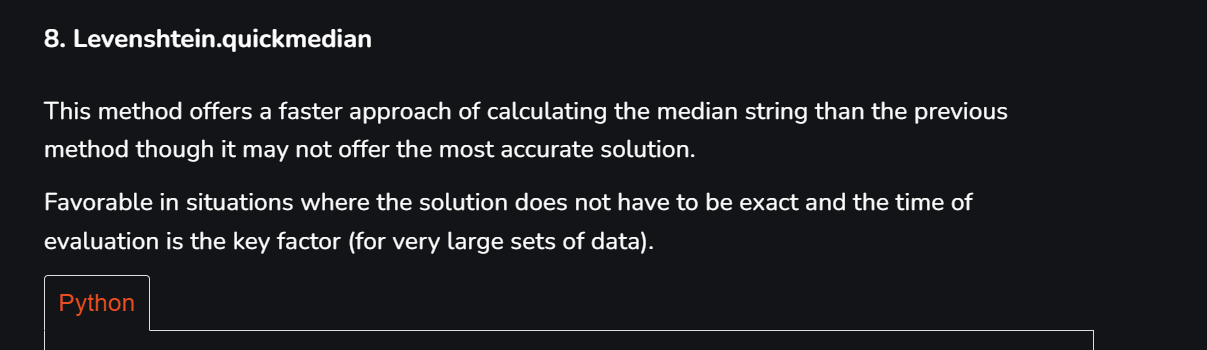 8. Levenshtein.quickmedian
This method offers a faster approach of calculating the median string than the previous
method though it may not offer the most accurate solution.
Favorable in situations where the solution does not have to be exact and the time of
evaluation is the key factor (for very large sets of data).
Python